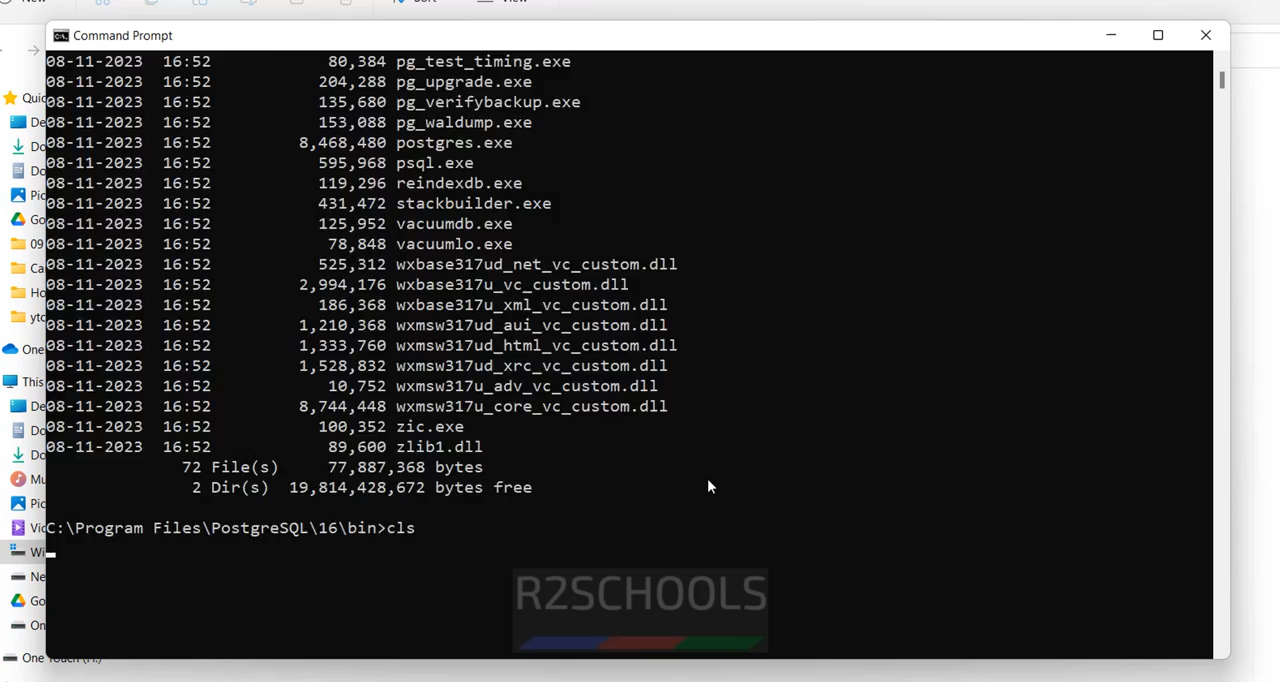 New
Sort
View
Command Prompt
08-11-2023  16:52            80,384 pg_test_timing.exe
08-11-2023  16:52           204,288 pg_upgrade.exe
08-11-2023  16:52           135,680 pg_verifybackup.exe
08-11-2023  16:52           153,088 pg_waldump.exe
08-11-2023  16:52         8,468,480 postgres.exe
08-11-2023  16:52           595,968 psql.exe
08-11-2023  16:52           119,296 reindexdb.exe
08-11-2023  16:52           431,472 stackbuilder.exe
08-11-2023  16:52           125,952 vacuumdb.exe
08-11-2023  16:52            78,848 vacuumlo.exe
08-11-2023  16:52           525,312 wxbase317ud_net_vc_custom.dll
08-11-2023  16:52         2,994,176 wxbase317u_vc_custom.dll
08-11-2023  16:52           186,368 wxbase317u_xml_vc_custom.dll
08-11-2023  16:52         1,210,368 wxmsw317ud_aui_vc_custom.dll
08-11-2023  16:52         1,333,760 wxmsw317ud_html_vc_custom.dll
08-11-2023  16:52         1,528,832 wxmsw317ud_xrc_vc_custom.dll
08-11-2023  16:52            10,752 wxmsw317u_adv_vc_custom.dll
08-11-2023  16:52         8,744,448 wxmsw317u_core_vc_custom.dll
08-11-2023  16:52           100,352 zic.exe
08-11-2023  16:52            89,600 zlib1.dll
72 File(s)     77,887,368 bytes
2 Dir(s)  19,814,428,672 bytes free
C:\Program Files\PostgreSQL\16\bin>cls
R2SCHOOLS